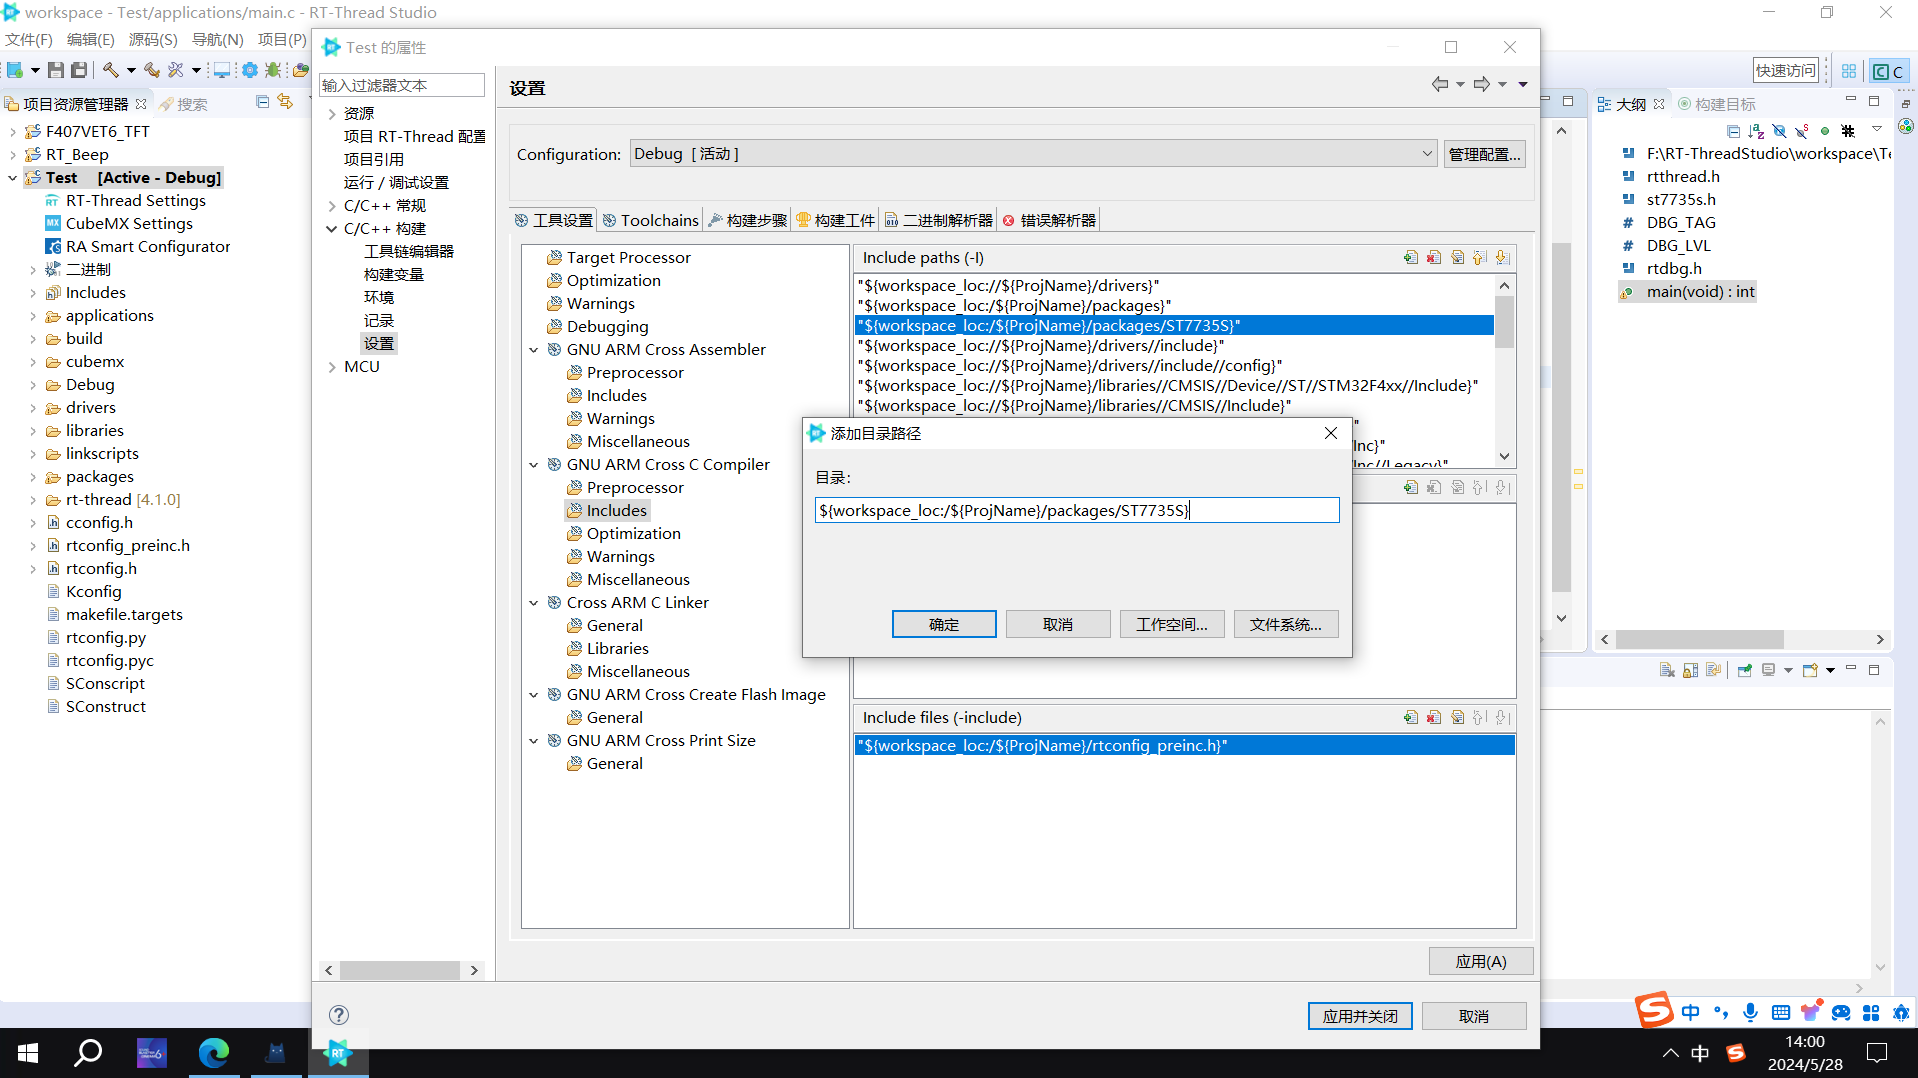 workspace - Test/applications/main.c - RT-Thread Studio
文件(F) 编辑(E) 源码(S) 导航(N) 项目(P)
快速访问
C
项目资源管理器 搜索
F407VET6_TFT
RT_Beep
Test [Active - Debug]
RT-Thread Settings
CubeMX Settings
RA Smart Configurator
二进制
Includes
applications
build
cubemx
Debug
drivers
libraries
linkscripts
packages
rt-thread [4.1.0]
cconfig.h
rtconfig_preinc.h
rtconfig.h
Kconfig
makefile.targets
rtconfig.py
rtconfig.pyc
SConscript
SConstruct
Test 的属性
输入过滤器文本
资源
项目 RT-Thread 配置
项目引用
运行 / 调试设置
C/C++ 常规
C/C++ 构建
工具链编辑器
构建变量
环境
记录
设置
MCU
设置
Configuration: Debug [ 活动 ] 管理配置...
工具设置 Toolchains 构建步骤 构建工件 二进制解析器 错误解析器
Target Processor
Optimization
Warnings
Debugging
GNU ARM Cross Assembler
Preprocessor
Includes
Warnings
Miscellaneous
GNU ARM Cross C Compiler
Preprocessor
Includes
Optimization
Warnings
Miscellaneous
Cross ARM C Linker
General
Libraries
Miscellaneous
GNU ARM Cross Create Flash Image
General
GNU ARM Cross Print Size
General
Include paths (-I)
"${workspace_loc://${ProjName}/drivers}"
"${workspace_loc:/${ProjName}/packages}"
"${workspace_loc:/${ProjName}/packages/ST7735S}"
"${workspace_loc://${ProjName}/drivers//include}"
"${workspace_loc://${ProjName}/drivers//include//config}"
"${workspace_loc://${ProjName}/libraries//CMSIS//Device//ST//STM32F4xx//Include}"
"${workspace_loc://${ProjName}/libraries//CMSIS//Include}"
"
Inc}"
Inc//Legacy}"
添加目录路径
目录:
${workspace_loc:/${ProjName}/packages/ST7735S}
确定 取消 工作空间... 文件系统...
Include files (-include)
"${workspace_loc:/${ProjName}/rtconfig_preinc.h}"
应用(A)
应用并关闭 取消
大纲 构建目标
F:\RT-ThreadStudio\workspace\Te
rtthread.h
st7735s.h
DBG_TAG
DBG_LVL
rtdbg.h
main(void) : int
中
中
14:00
2024/5/28